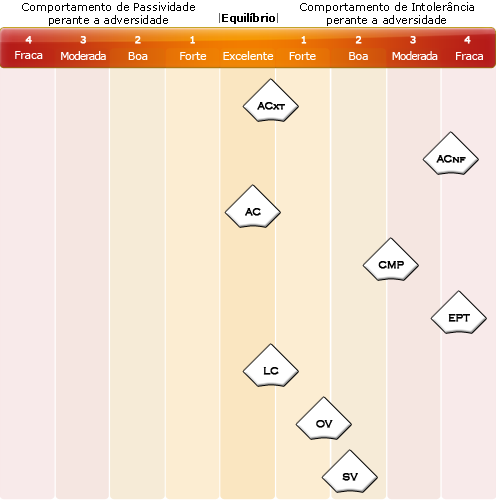 Comportamento de Passividade
perante a adversidade
|Equilíbrio|
Comportamento de Intolerância
perante a adversidade
4 3 2 1 1 2 3 4
Fraca Moderada Boa Forte Excelente Forte Boa Moderada Fraca
ACXT
ACNF
AC
CMP
EPT
LC
OV
SV